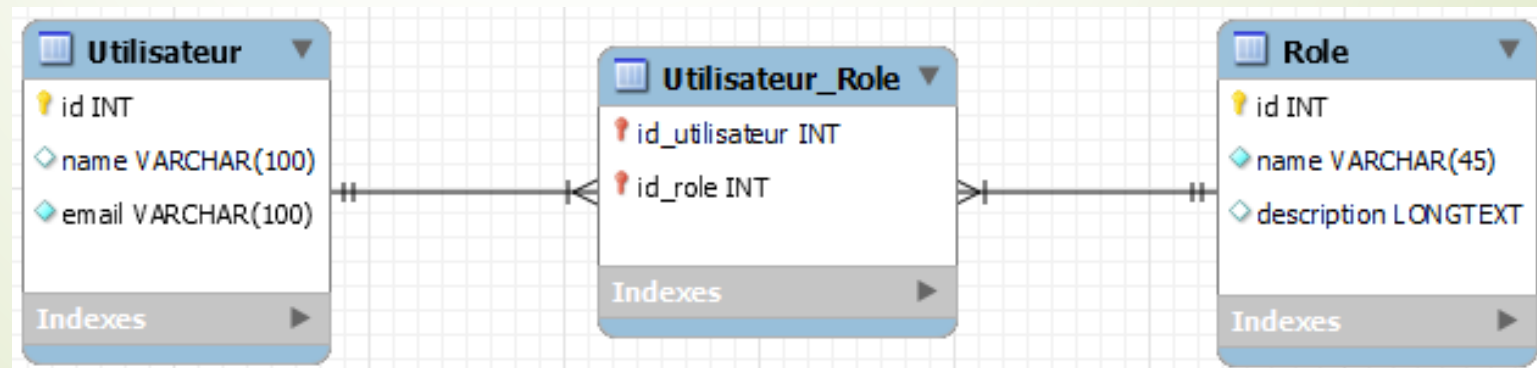 Utilisateur
id INT
name VARCHAR(100)
email VARCHAR(100)
Indexes
Utilisateur_Role
id_utilisateur INT
id_role INT
Indexes
Role
id INT
name VARCHAR(45)
description LONGTEXT
Indexes